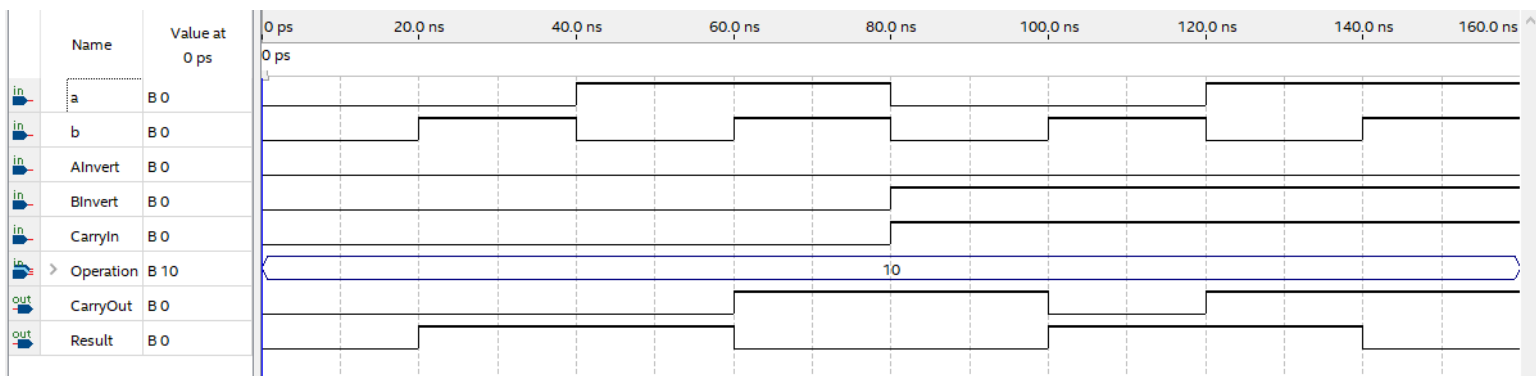 Name Value at 0 ps 0 ps 20.0 ns 40.0 ns 60.0 ns 80.0 ns 100.0 ns 120.0 ns 140.0 ns 160.0 ns
0 ps
in a B 0
in b B 0
in AInvert B 0
in BInvert B 0
in CarryIn B 0
in > Operation B 10 10
out CarryOut B 0
out Result B 0